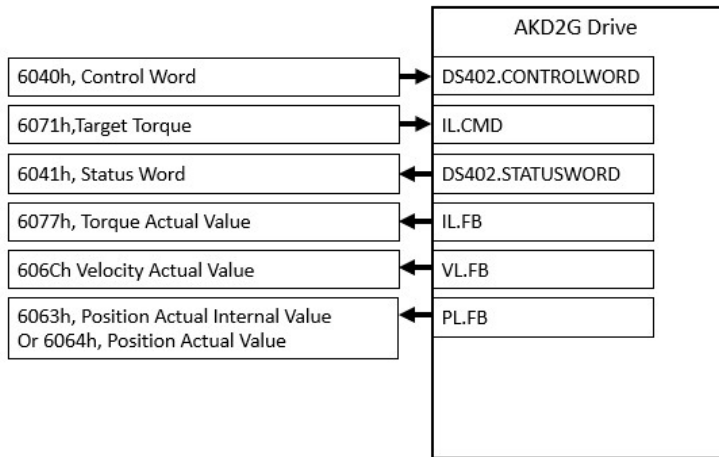 AKD2G Drive
6040h, Control Word
DS402.CONTROLWORD
6071h,Target Torque
IL.CMD
6041h, Status Word
DS402.STATUSWORD
6077h, Torque Actual Value
IL.FB
606Ch Velocity Actual Value
VL.FB
6063h, Position Actual Internal Value
Or 6064h, Position Actual Value
PL.FB